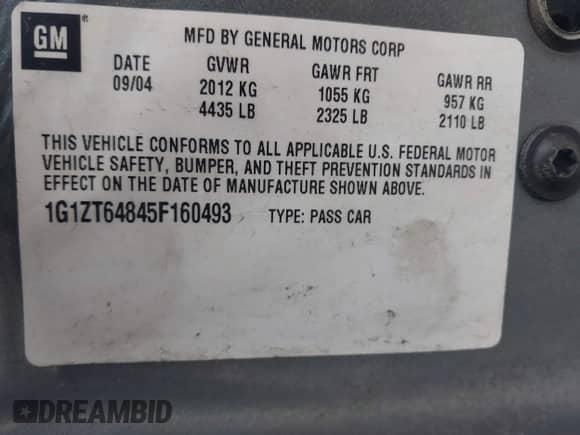 GM ®
MFD BY GENERAL MOTORS CORP
DATE GVWR GAWR FRT GAWR RR
09/04 2012 KG 1055 KG 957 KG
4435 LB 2325 LB 2110 LB
THIS VEHICLE CONFORMS TO ALL APPLICABLE U.S. FEDERAL MOTOR
VEHICLE SAFETY, BUMPER, AND THEFT PREVENTION STANDARDS IN
EFFECT ON THE DATE OF MANUFACTURE SHOWN ABOVE.
1G1ZT64845F160493 TYPE: PASS CAR
DREAMBID